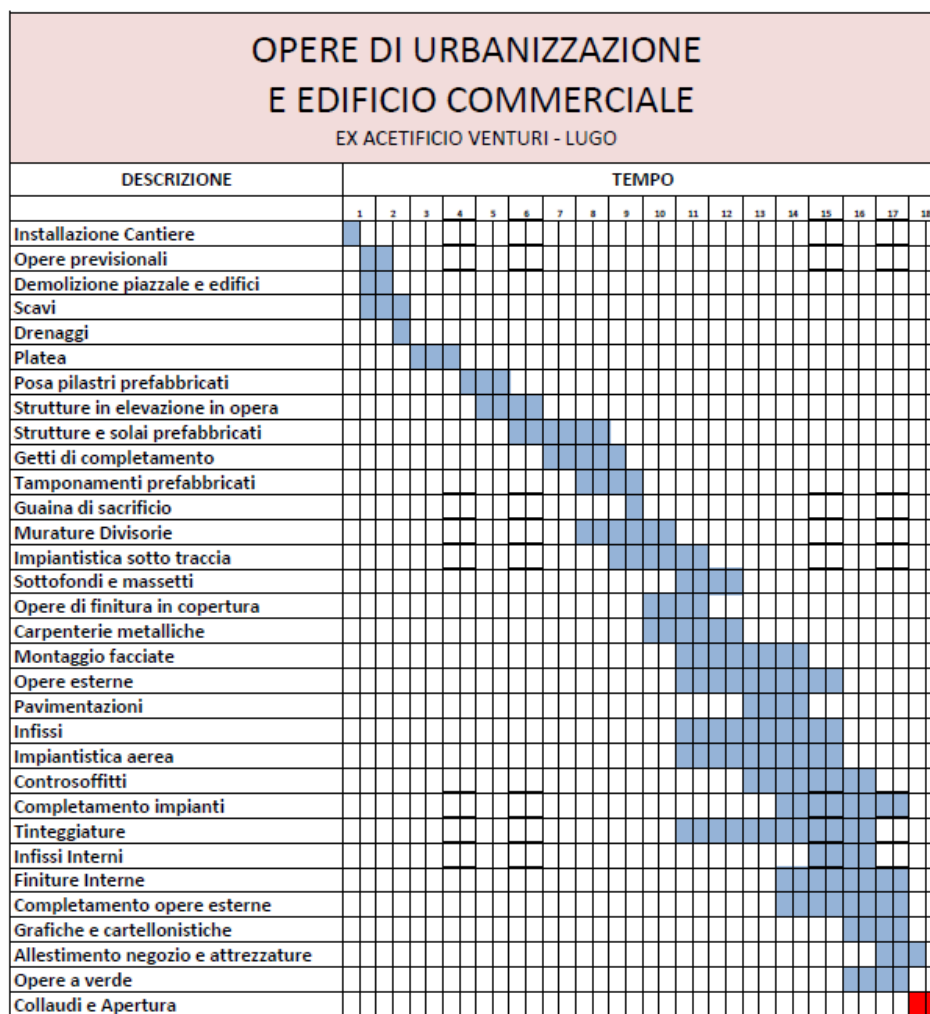 OPERE DI URBANIZZAZIONE
E EDIFICIO COMMERCIALE
EX ACETIFICIO VENTURI - LUGO
DESCRIZIONE TEMPO
1 2 3 4 5 6 7 8 9 10 11 12 13 14 15 16 17 18
Installazione Cantiere
Opere previsionali
Demolizione piazzale e edifici
Scavi
Drenaggi
Platea
Posa pilastri prefabbricati
Strutture in elevazione in opera
Strutture e solai prefabbricati
Getti di completamento
Tamponamenti prefabbricati
Guaina di sacrificio
Murature Divisorie
Impiantistica sotto traccia
Sottofondi e massetti
Opere di finitura in copertura
Carpenterie metalliche
Montaggio facciate
Opere esterne
Pavimentazioni
Infissi
Impiantistica aerea
Controsoffitti
Completamento impianti
Tinteggiature
Infissi Interni
Finiture Interne
Completamento opere esterne
Grafiche e cartellonistiche
Allestimento negozio e attrezzature
Opere a verde
Collaudi e Apertura